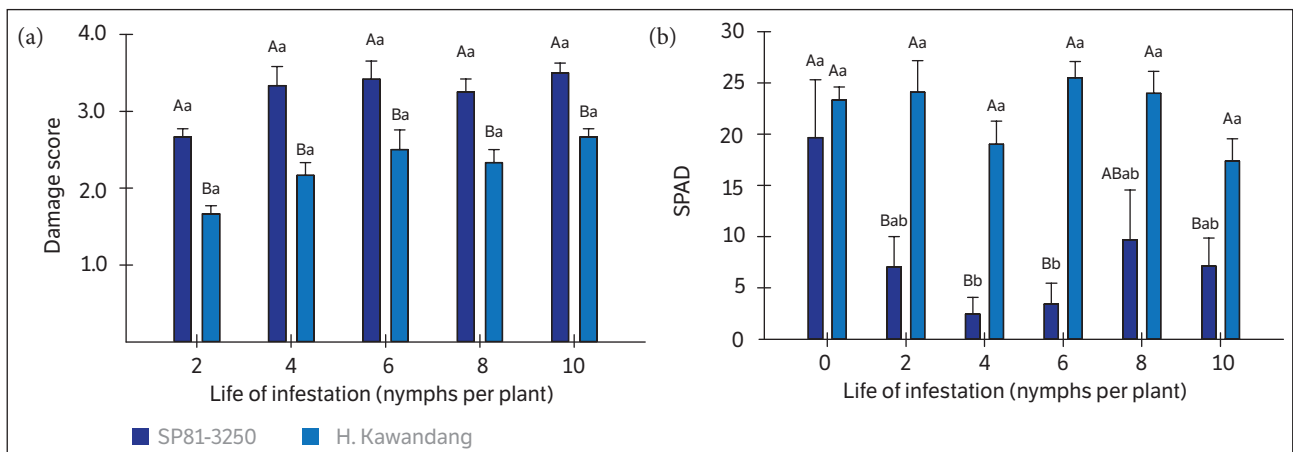 (a)
4.0
3.0
2.0
1.0
Damage score
Aa
Ba
Aa
Ba
Aa
Ba
Aa
Ba
Aa
Ba
2 4 6 8 10
Life of infestation (nymphs per plant)
SP81-3250 H. Kawandang
(b)
30
25
20
15
10
5
0
SPAD
Aa
Aa
Bab
Aa
Bb
Aa
Bb
Aa
ABab
Aa
Bab
Aa
0 2 4 6 8 10
Life of infestation (nymphs per plant)